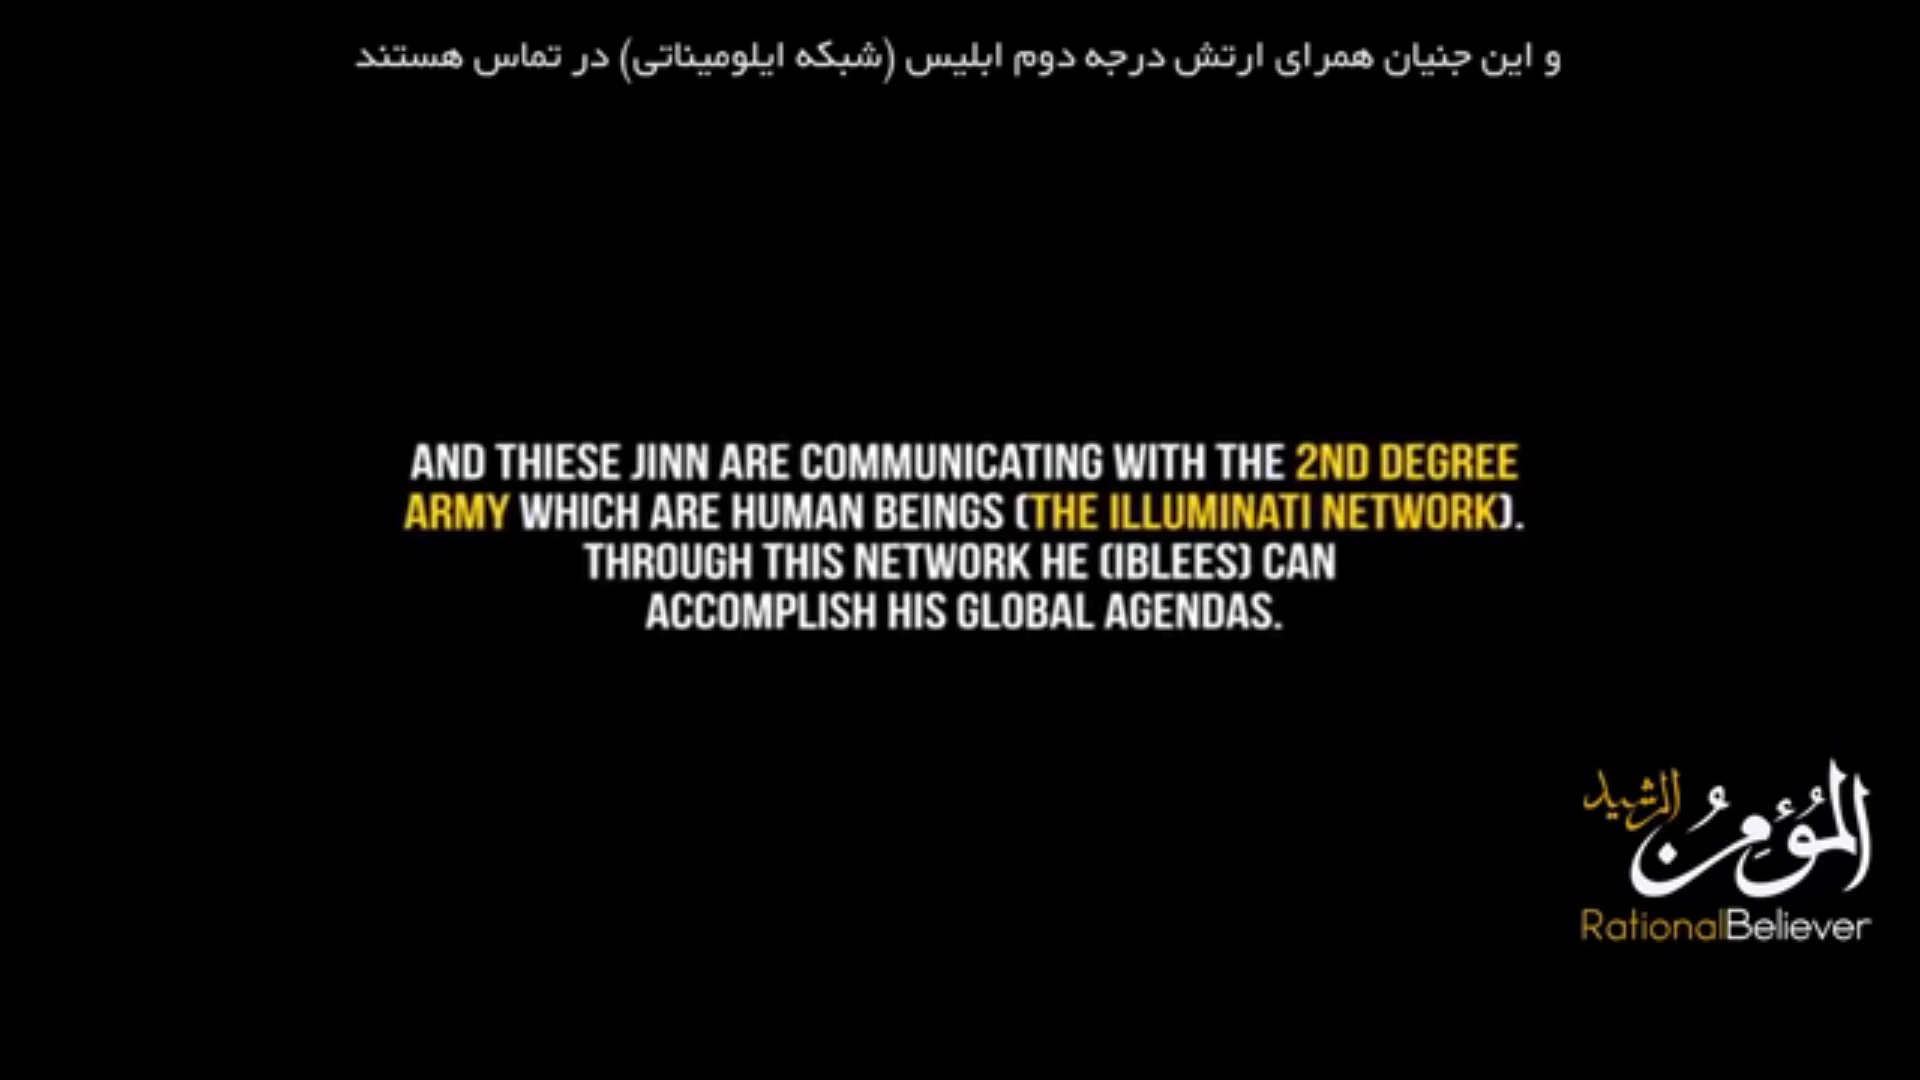 و این جنیان همرای ارتش درجه دوم ابلیس (شبکه ایلومیناتی) در تماس هستند
AND THIESE JINN ARE COMMUNICATING WITH THE 2ND DEGREE
ARMY WHICH ARE HUMAN BEINGS (THE ILLUMINATI NETWORK).
THROUGH THIS NETWORK HE (IBLEES) CAN
ACCOMPLISH HIS GLOBAL AGENDAS.
المُؤمِنُ الرشید
RationalBeliever